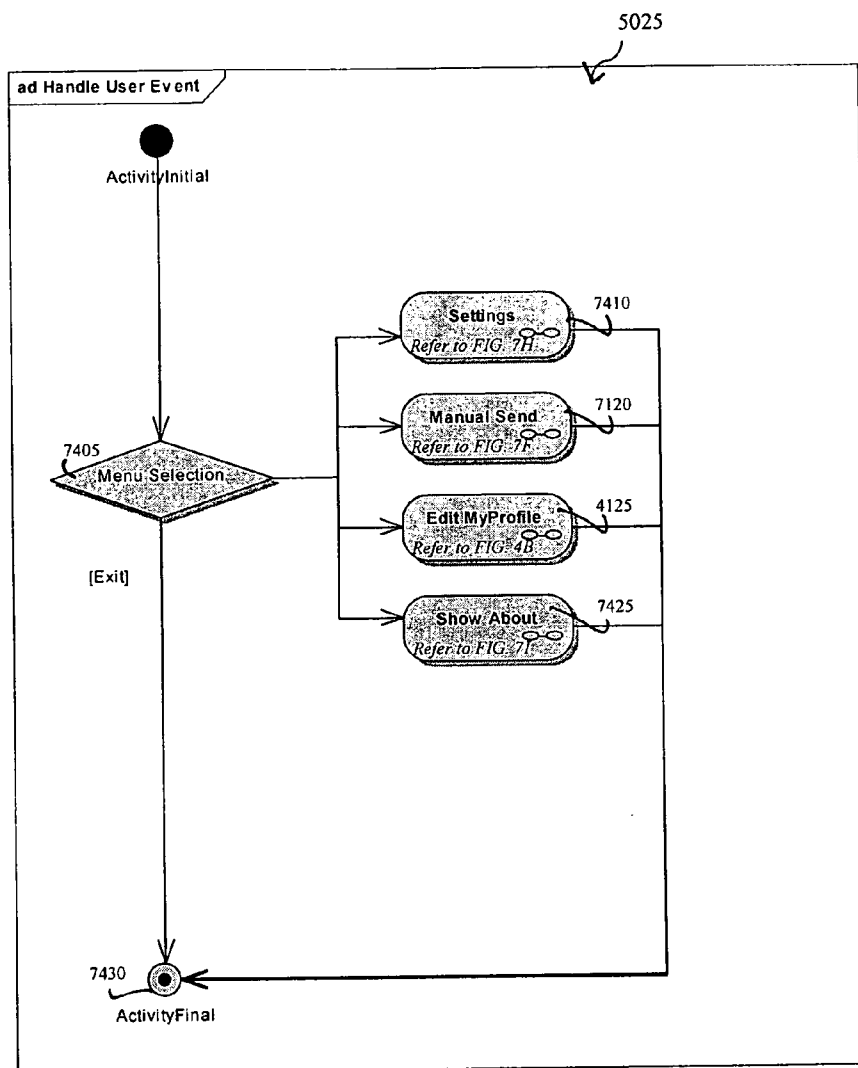 5025
ad Handle User Event
ActivityInitial
7410
Settings
Refer to FIG. 7H
7120
Manual Send
Refer to FIG. 7F
7405
Menu Selection
4125
Edit MyProfile
Refer to FIG. 4B
[Exit]
7425
Show About
Refer to FIG. 7I
7430
ActivityFinal